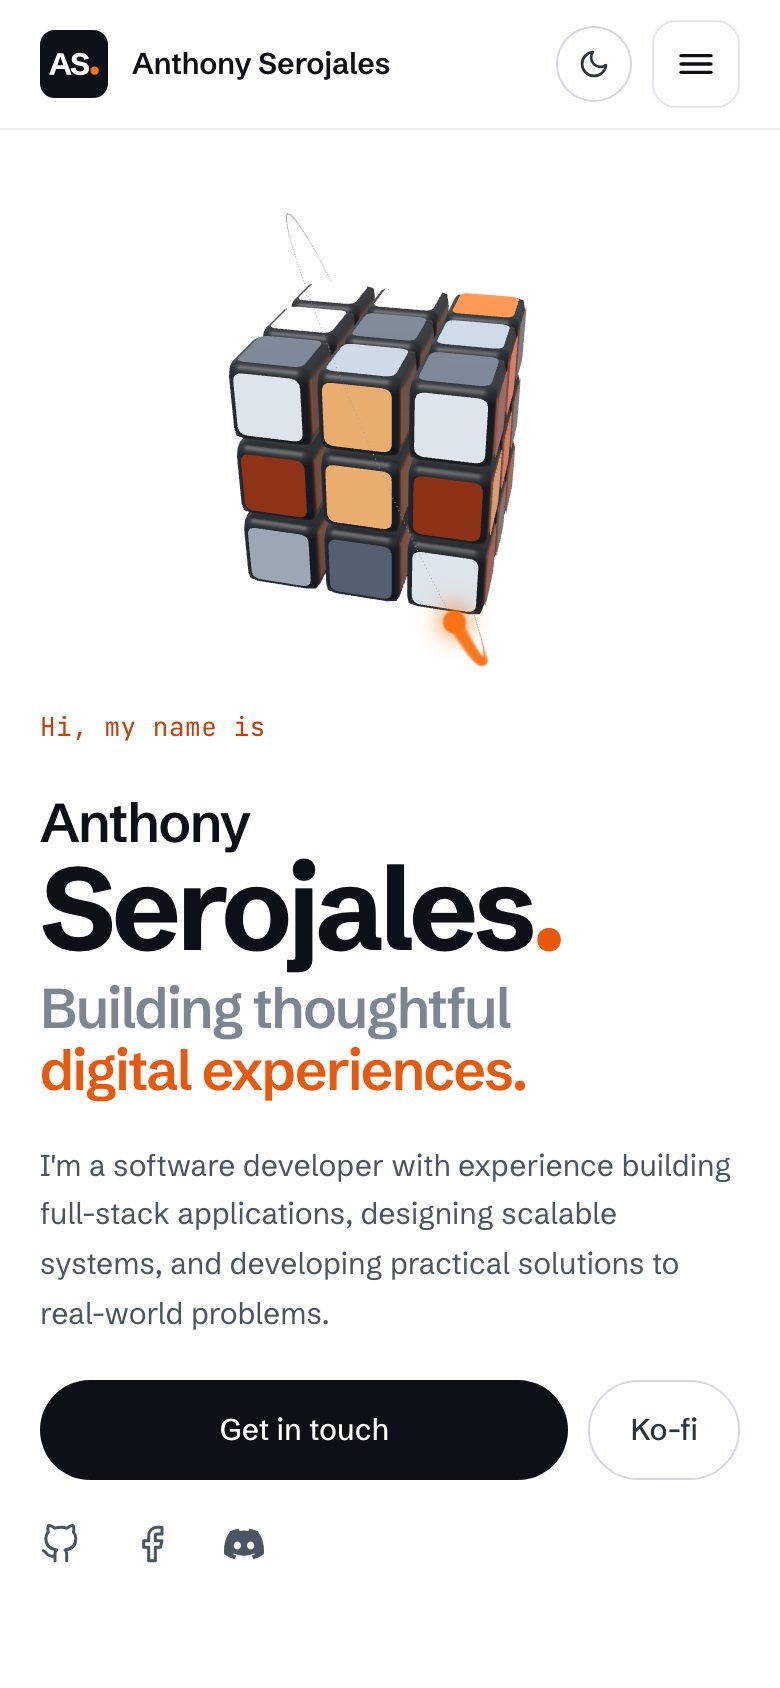 AS.
Anthony Serojales
Hi, my name is
Anthony
Serojales.
Building thoughtful
digital experiences.
I'm a software developer with experience building
full-stack applications, designing scalable
systems, and developing practical solutions to
real-world problems.
Get in touch
Ko-fi